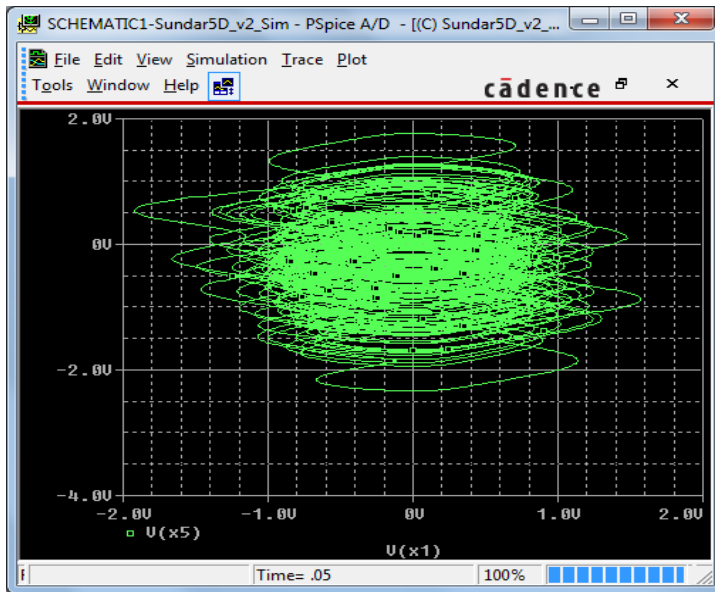 SCHEMATIC1-Sundar5D_v2_Sim - PSpice A/D - [(C) Sundar5D_v2_...
File Edit View Simulation Trace Plot
Tools Window Help
cādence
2.0V
0V
-2.0V
-4.0V
-2.0V -1.0V 0V 1.0V 2.0V
V(x5)
V(x1)
F
Time= .05
100%